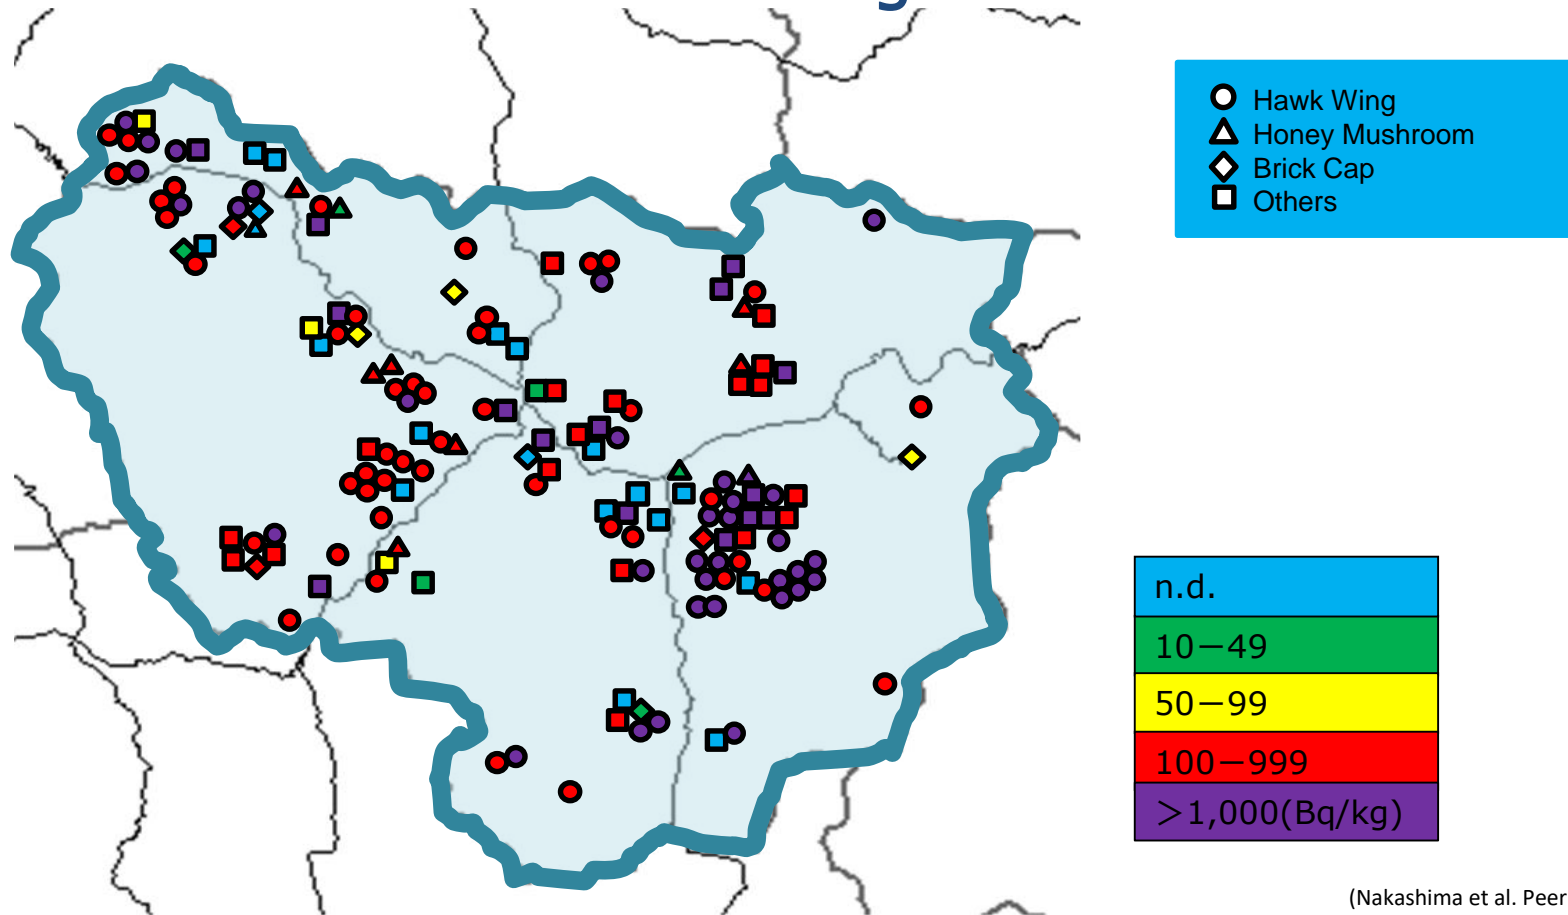 Hawk Wing
Honey Mushroom
Brick Cap
Others
n.d.
10−49
50−99
100−999
>1,000(Bq/kg)
(Nakashima et al. Peer